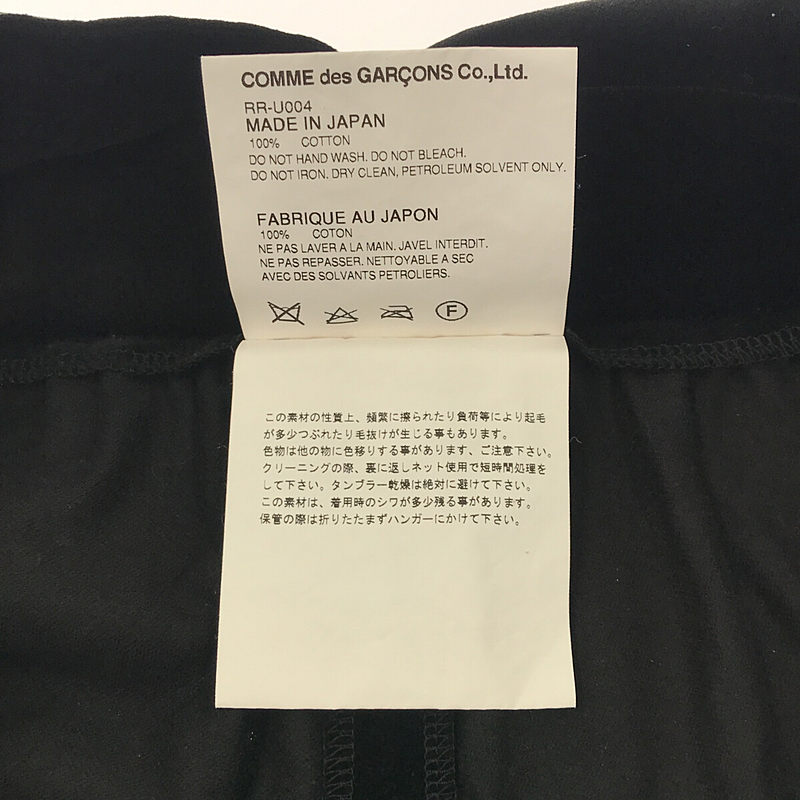 COMME des GARÇONS Co.,Ltd.
RR-U004
MADE IN JAPAN
100% COTTON
DO NOT HAND WASH. DO NOT BLEACH.
DO NOT IRON. DRY CLEAN, PETROLEUM SOLVENT ONLY.
FABRIQUE AU JAPON
100% COTON
NE PAS LAVER A LA MAIN. JAVEL INTERDIT.
NE PAS REPASSER. NETTOYABLE A SEC
AVEC DES SOLVANTS PETROLIERS.
F
この素材の性質上、頻繁に擦られたり負荷等により起毛
が多少つぶれたり毛抜けが生じる事もあります。
色物は他の物に色移りする事があります、ご注意下さい。
クリーニングの際、裏に返しネット使用で短時間処理を
して下さい。タンブラー乾燥は絶対に避けて下さい。
この素材は、着用時のシワが多少残る事があります。
保管の際は折りたたまずハンガーにかけて下さい。